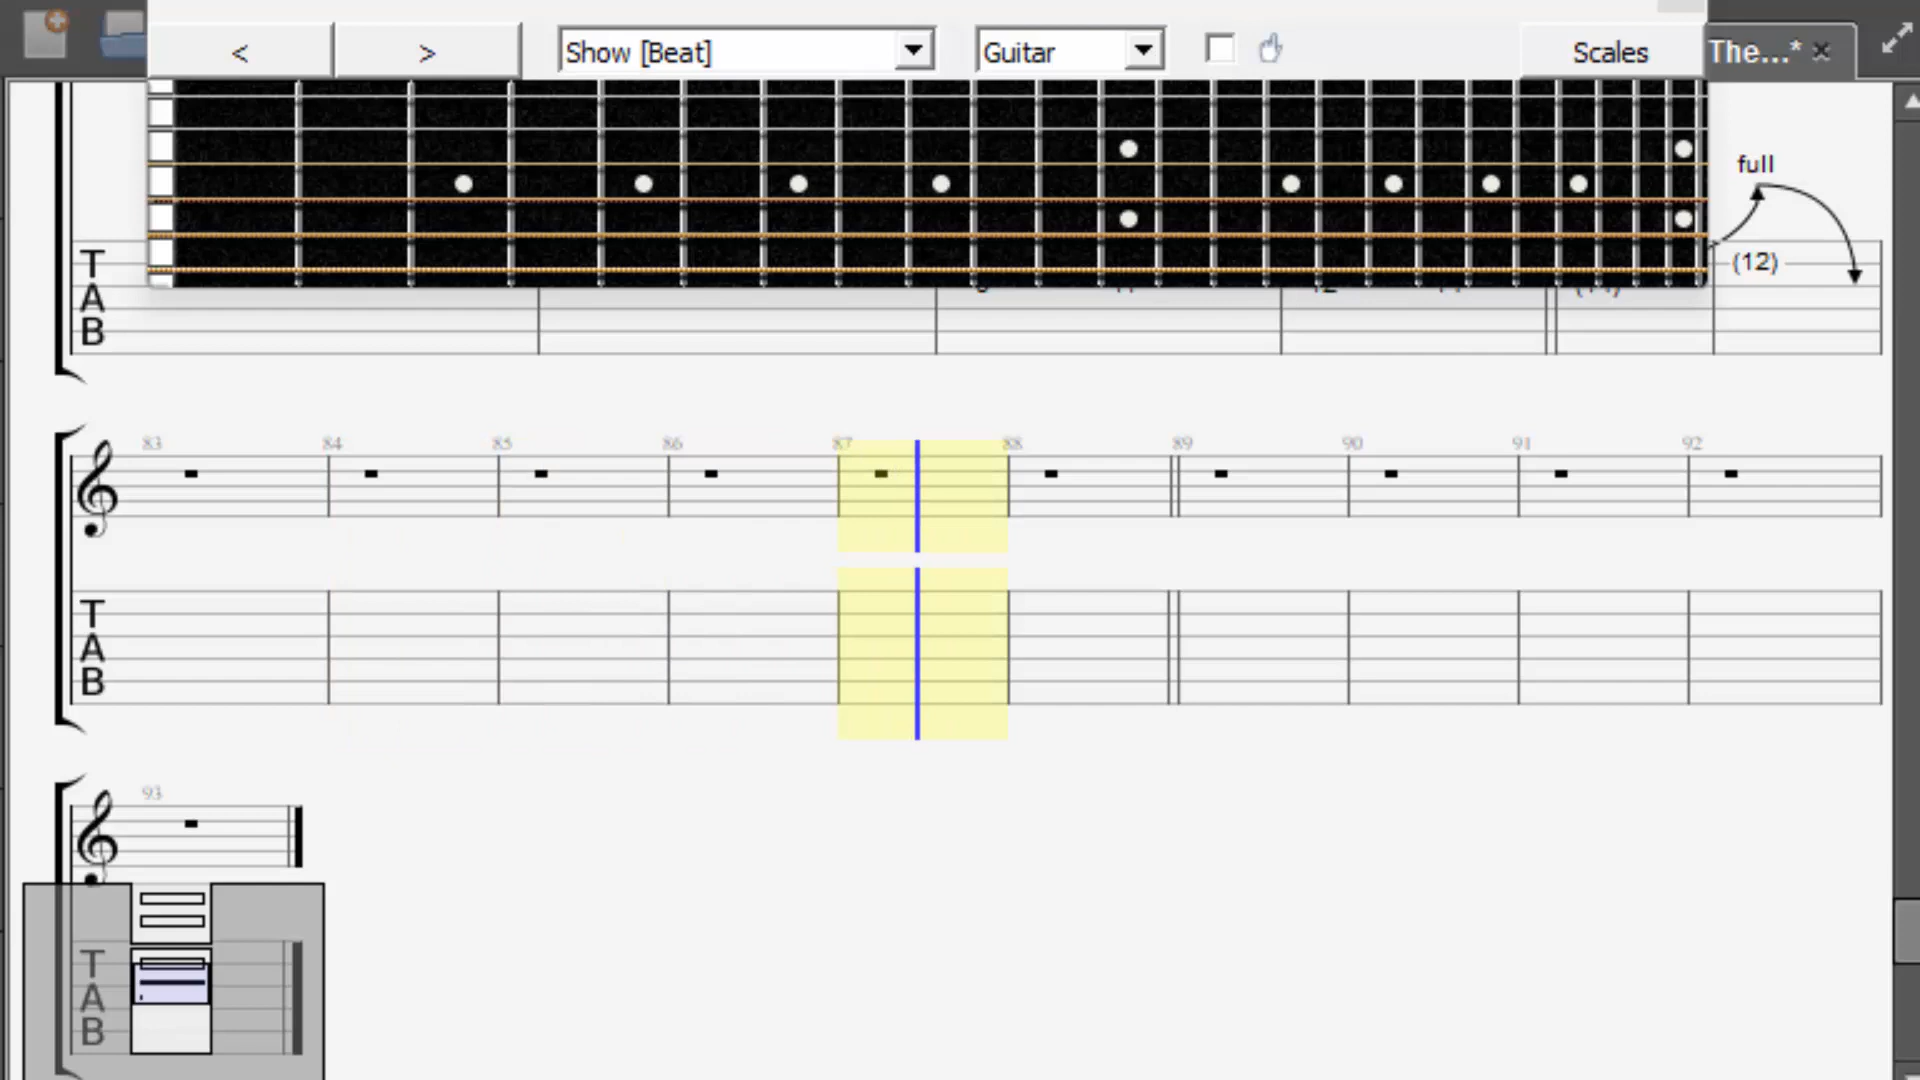 < > Show [Beat] Guitar Scales The...*
full
(12)
T
A
B
83 84 85 86 87 88 89 90 91 92
T
A
B
93
T
A
B